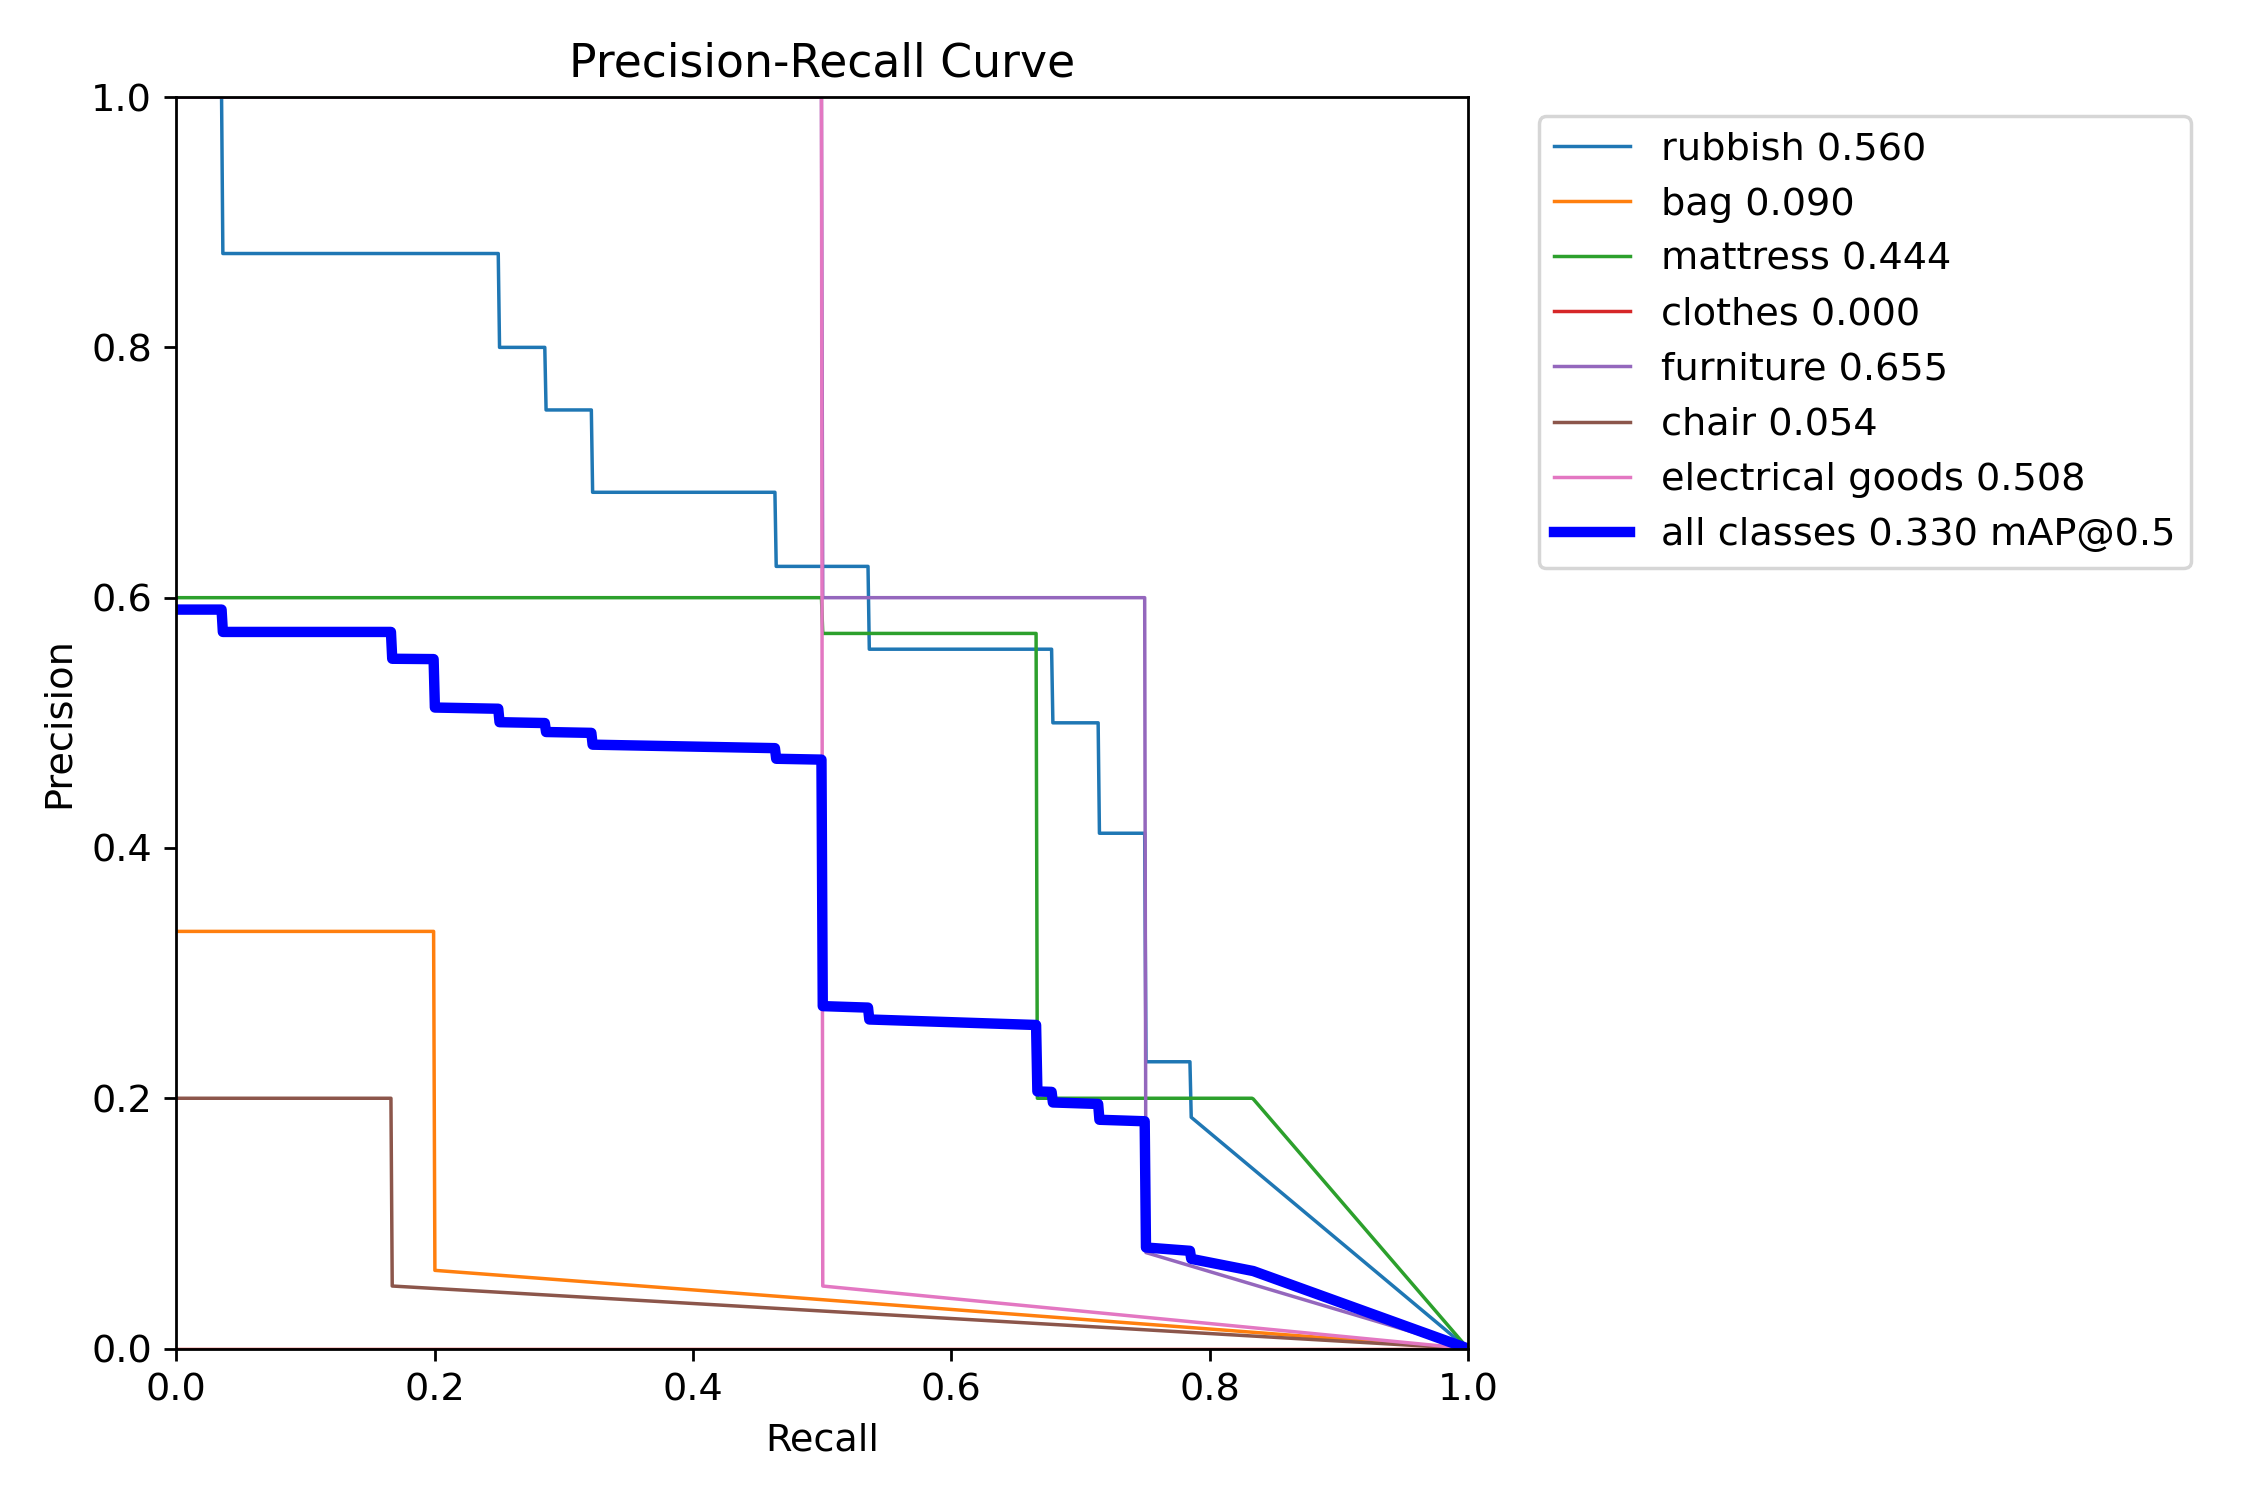 Precision-Recall Curve
1.0
0.8
0.6
0.4
0.2
0.0
Precision
0.0 0.2 0.4 0.6 0.8 1.0
Recall
rubbish 0.560
bag 0.090
mattress 0.444
clothes 0.000
furniture 0.655
chair 0.054
electrical goods 0.508
all classes 0.330 mAP@0.5